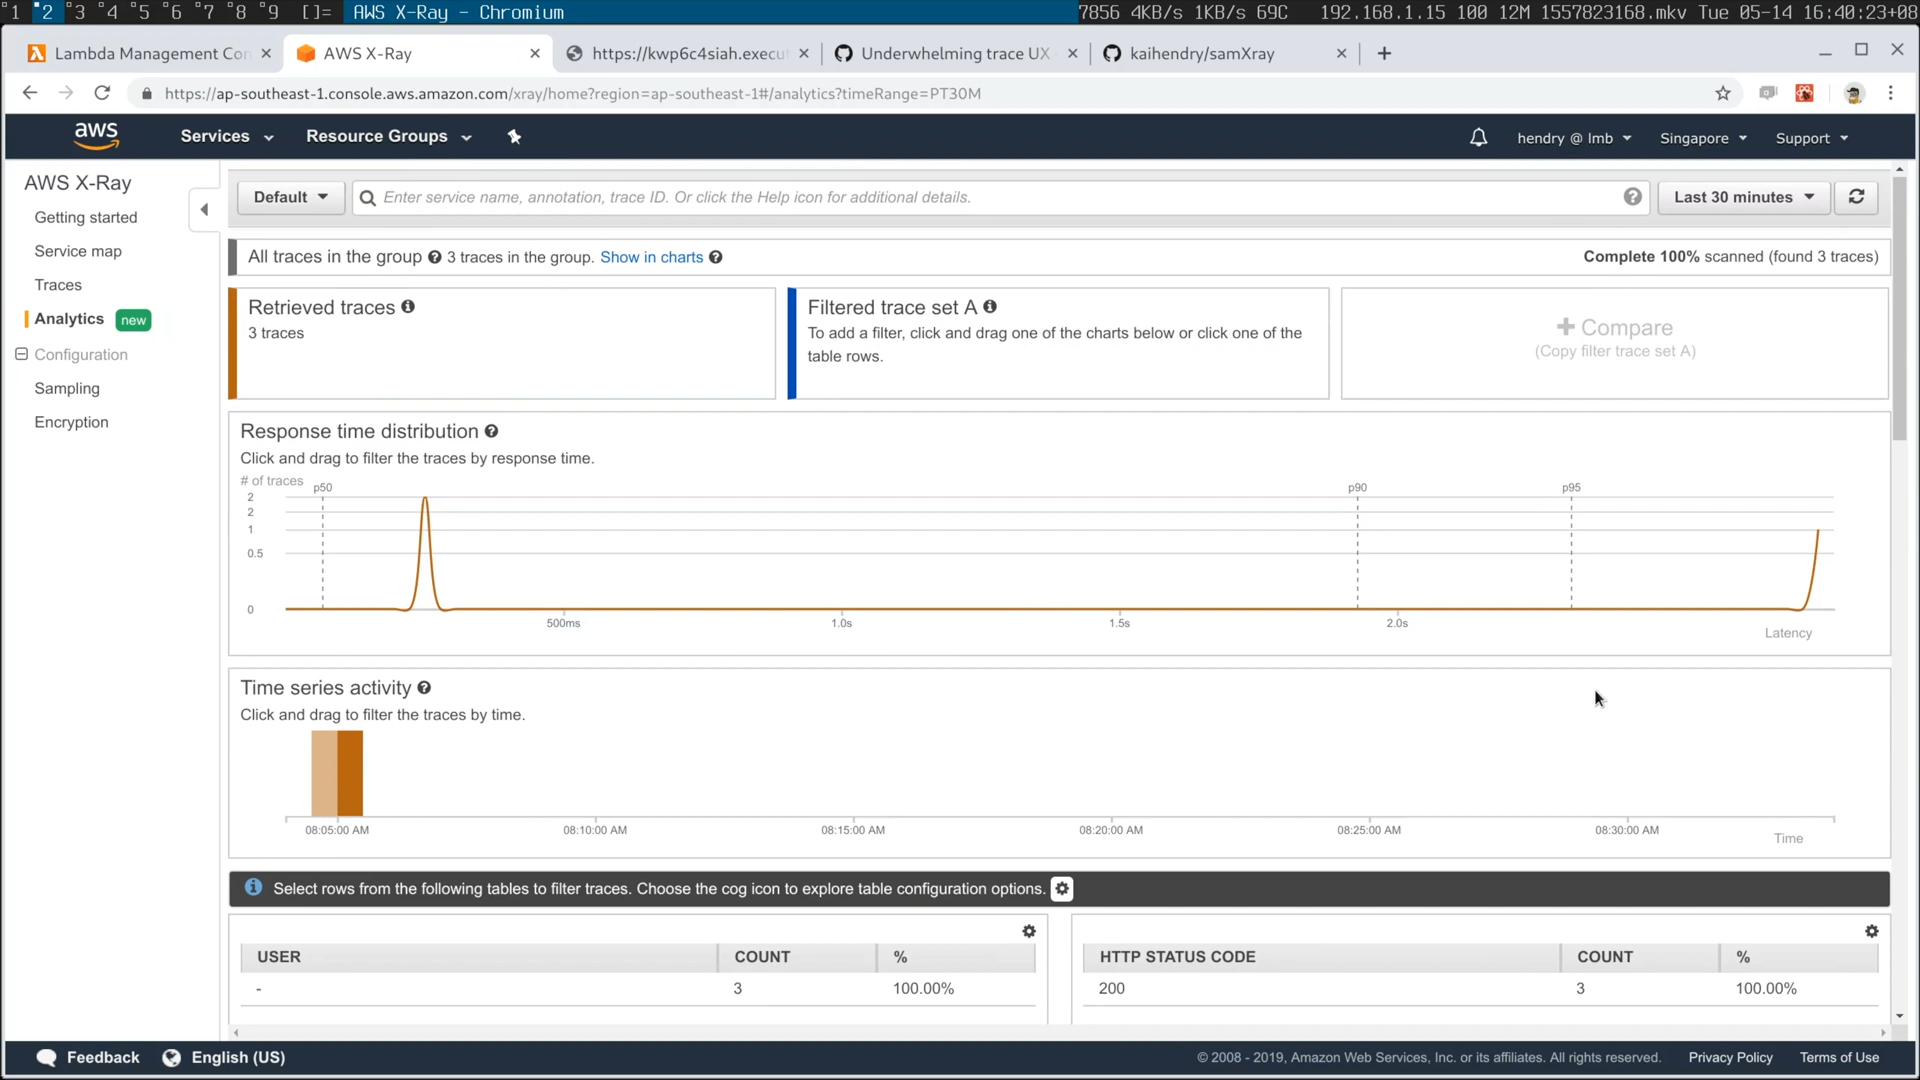 1 2 3 4 5 6 7 8 9 []= AWS X-Ray - Chromium 7856 4KB/s 1KB/s 69C 192.168.1.15 100 12M 1557823168.mkv Tue 05-14 16:40:23+08
Lambda Management Con AWS X-Ray https://kwp6c4siah.execut Underwhelming trace UX kaihendry/samXray
https://ap-southeast-1.console.aws.amazon.com/xray/home?region=ap-southeast-1#/analytics?timeRange=PT30M
aws Services Resource Groups hendry @ lmb Singapore Support
AWS X-Ray
Getting started
Service map
Traces
Analytics new
Configuration
Sampling
Encryption
Default Enter service name, annotation, trace ID. Or click the Help icon for additional details. Last 30 minutes
All traces in the group 3 traces in the group. Show in charts Complete 100% scanned (found 3 traces)
Retrieved traces
3 traces
Filtered trace set A
To add a filter, click and drag one of the charts below or click one of the
table rows.
Compare
(Copy filter trace set A)
Response time distribution
Click and drag to filter the traces by response time.
# of traces
p50 p90 p95
2
2
1
0.5
0
500ms 1.0s 1.5s 2.0s
Latency
Time series activity
Click and drag to filter the traces by time.
08:05:00 AM 08:10:00 AM 08:15:00 AM 08:20:00 AM 08:25:00 AM 08:30:00 AM
Time
Select rows from the following tables to filter traces. Choose the cog icon to explore table configuration options.
USER COUNT %
- 3 100.00%
HTTP STATUS CODE COUNT %
200 3 100.00%
Feedback English (US) © 2008 - 2019, Amazon Web Services, Inc. or its affiliates. All rights reserved. Privacy Policy Terms of Use